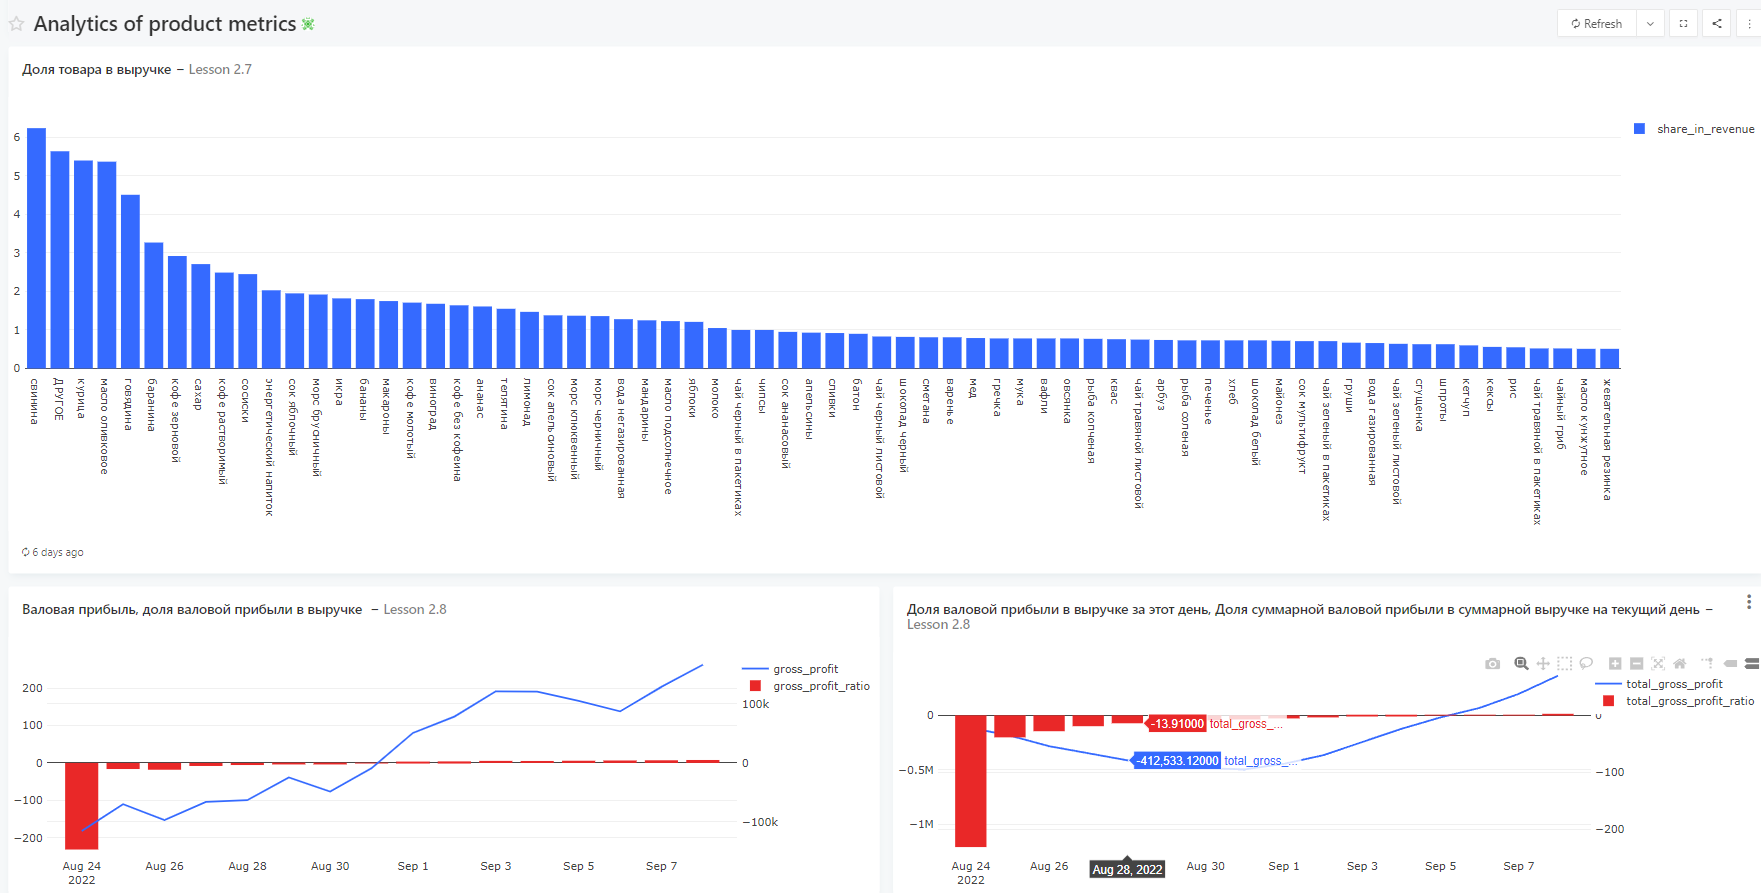 Analytics of product metrics
Refresh
Доля товара в выручке – Lesson 2.7
share_in_revenue
6
5
4
3
2
1
0
свинина
ДРУГОЕ
курица
масло оливковое
говядина
баранина
кофе зерновой
сахар
кофе растворимый
сосиски
энергетический напиток
сок яблочный
морс брусничный
икра
бананы
макароны
кофе молотый
виноград
кофе без кофеина
ананас
телятина
лимонад
сок апельсиновый
морс клюквенный
морс черничный
вода негазированная
мандарины
масло подсолнечное
яблоки
молоко
чай черный в пакетиках
чипсы
сок ананасовый
апельсины
сливки
батон
чай черный листовой
шоколад черный
сметана
варенье
мед
гречка
мука
вафли
овсянка
рыба копченая
квас
чай травяной листовой
арбуз
рыба соленая
печенье
хлеб
шоколад белый
майонез
сок мультифрукт
чай зеленый в пакетиках
груши
вода газированная
чай зеленый листовой
сгущенка
шпроты
кетчуп
кексы
рис
чай травяной в пакетиках
чайный гриб
масло кунжутное
жевательная резинка
6 days ago
Валовая прибыль, доля валовой прибыли в выручке – Lesson 2.8
gross_profit
gross_profit_ratio
200
100
0
−100
−200
100k
0
−100k
Aug 24
2022
Aug 26
Aug 28
Aug 30
Sep 1
Sep 3
Sep 5
Sep 7
Доля валовой прибыли в выручке за этот день, Доля суммарной валовой прибыли в суммарной выручке на текущий день –
Lesson 2.8
total_gross_profit
total_gross_profit_ratio
0
−0.5M
−1M
0
−100
−200
-13.91000 total_gross_...
-412,533.12000 total_gross_...
Aug 24
2022
Aug 26
Aug 28, 2022
Aug 30
Sep 1
Sep 3
Sep 5
Sep 7